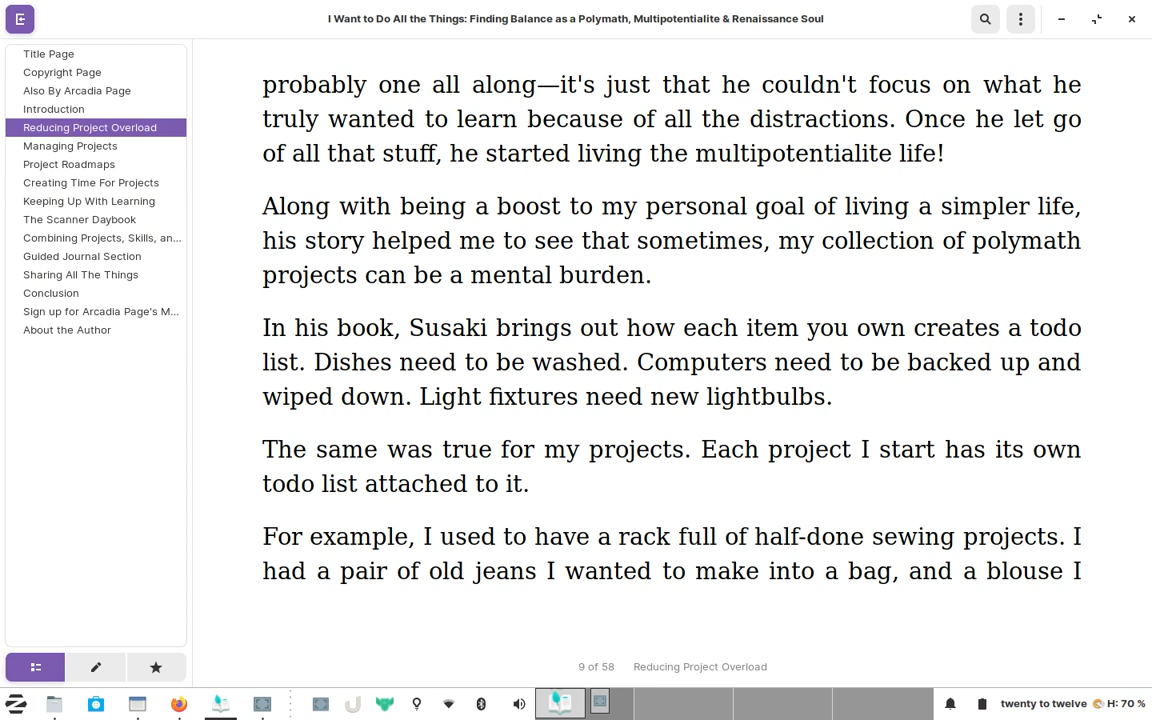 I Want to Do All the Things: Finding Balance as a Polymath, Multipotentialite & Renaissance Soul
Title Page
Copyright Page
Also By Arcadia Page
Introduction
Reducing Project Overload
Managing Projects
Project Roadmaps
Creating Time For Projects
Keeping Up With Learning
The Scanner Daybook
Combining Projects, Skills, an...
Guided Journal Section
Sharing All The Things
Conclusion
Sign up for Arcadia Page's M...
About the Author
probably one all along—it's just that he couldn't focus on what he
truly wanted to learn because of all the distractions. Once he let go
of all that stuff, he started living the multipotentialite life!
Along with being a boost to my personal goal of living a simpler life,
his story helped me to see that sometimes, my collection of polymath
projects can be a mental burden.
In his book, Susaki brings out how each item you own creates a todo
list. Dishes need to be washed. Computers need to be backed up and
wiped down. Light fixtures need new lightbulbs.
The same was true for my projects. Each project I start has its own
todo list attached to it.
For example, I used to have a rack full of half-done sewing projects. I
had a pair of old jeans I wanted to make into a bag, and a blouse I
9 of 58 Reducing Project Overload
twenty to twelve H: 70 %